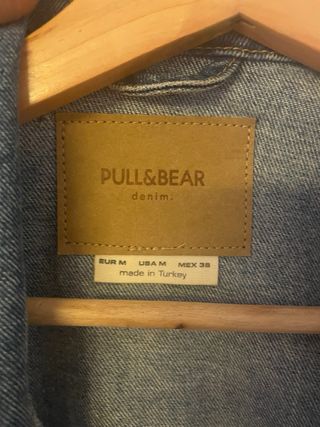 PULL&BEAR
denim.
EUR M USA M MEX 38
made in Turkey